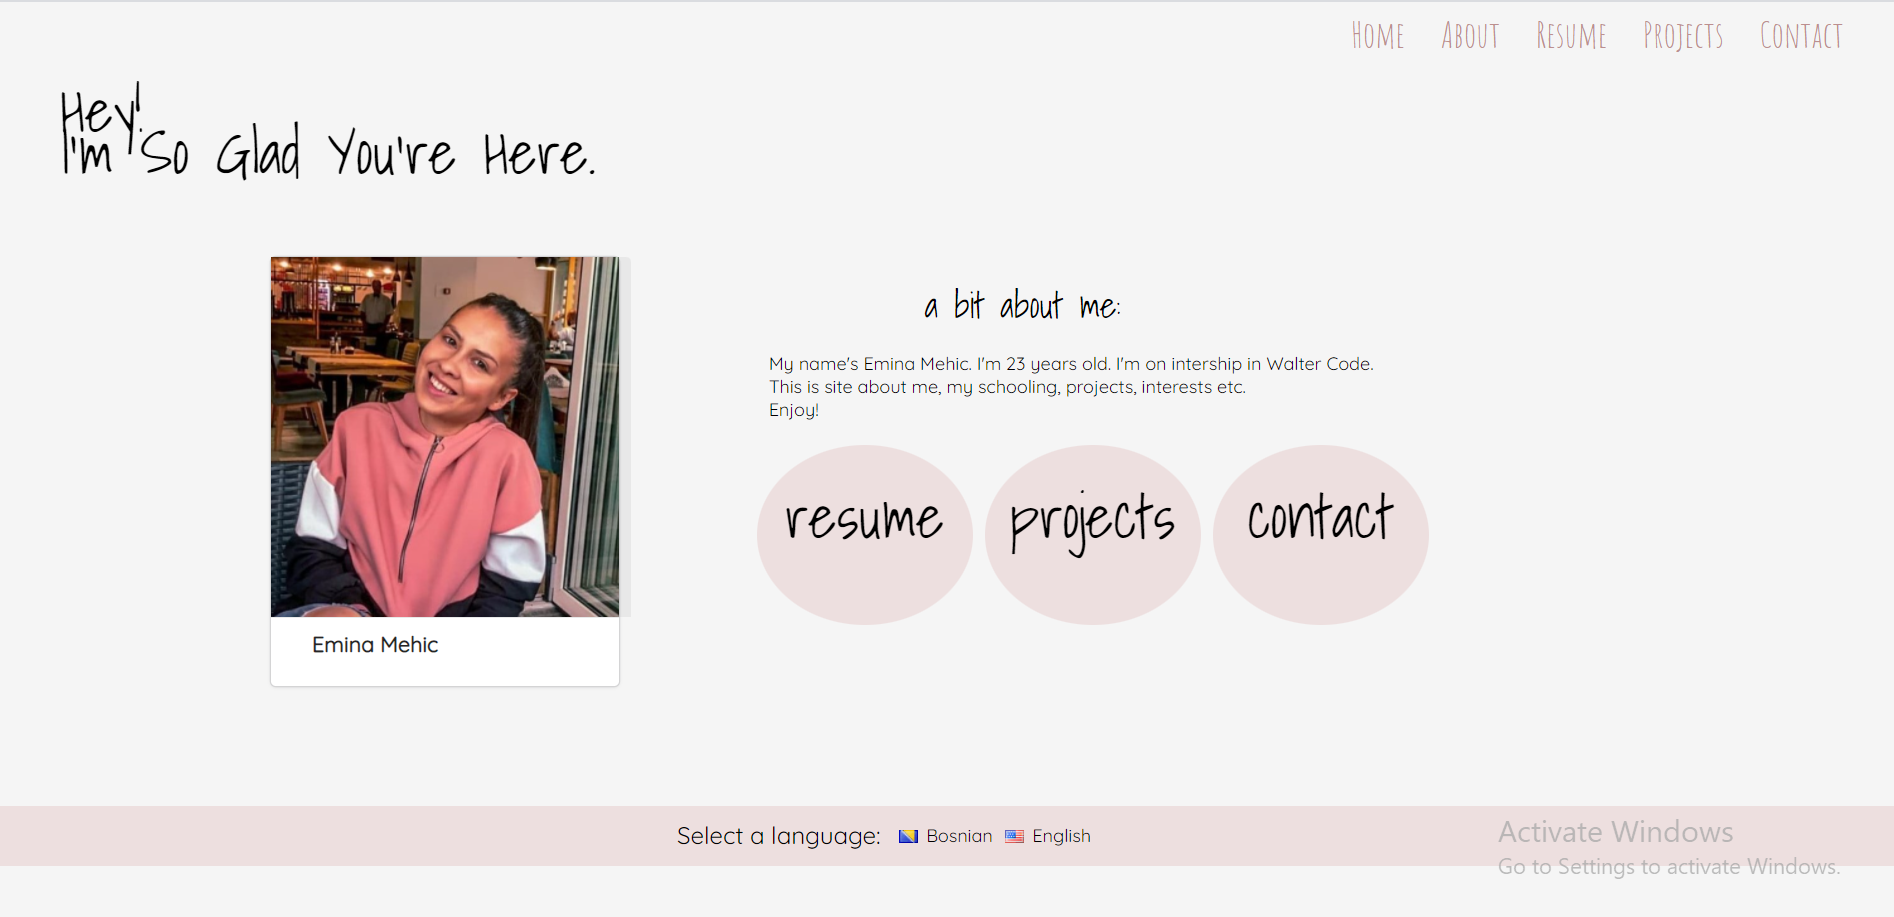 Home About Resume Projects Contact
Hey!
I'm So Glad You're Here.
a bit about me:
My name's Emina Mehic. I'm 23 years old. I'm on intership in Walter Code.
This is site about me, my schooling, projects, interests etc.
Enjoy!
resume projects contact
Emina Mehic
Select a language: Bosnian English
Activate Windows
Go to Settings to activate Windows.